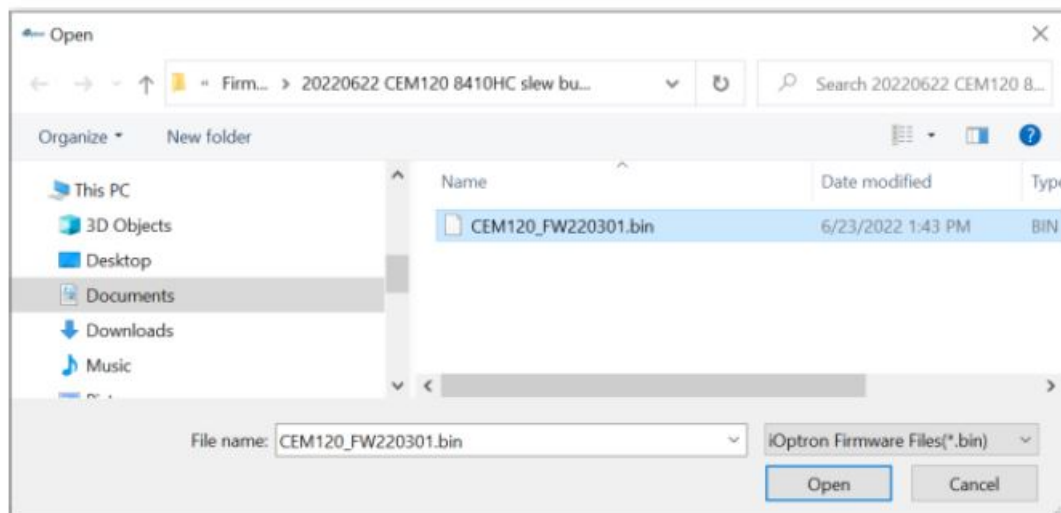 Open
Firm... 20220622 CEM120 8410HC slew bu... Search 20220622 CEM120 8...
Organize New folder
Name Date modified Type
This PC
3D Objects
CEM120_FW220301.bin 6/23/2022 1:43 PM BIN
Desktop
Documents
Downloads
Music
File name: CEM120_FW220301.bin iOptron Firmware Files(*.bin)
Open Cancel